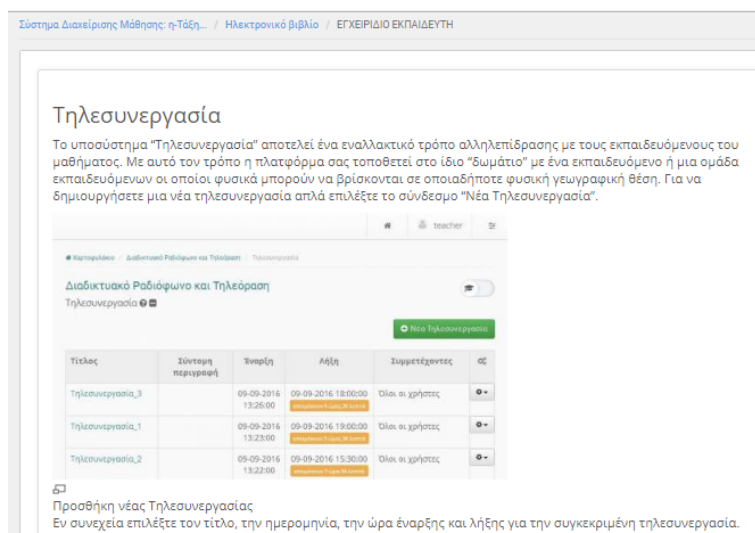 Σύστημα Διαχείρισης Μάθησης: η-Τάξη... / Ηλεκτρονικό βιβλίο / ΕΓΧΕΙΡΙΔΙΟ ΕΚΠΑΙΔΕΥΤΗ
Τηλεσυνεργασία
Το υποσύστημα “Τηλεσυνεργασία” αποτελεί ένα εναλλακτικό τρόπο αλληλεπίδρασης με τους εκπαιδευόμενους του
μαθήματος. Με αυτό τον τρόπο η πλατφόρμα σας τοποθετεί στο ίδιο “δωμάτιο” με ένα εκπαιδευόμενο ή μια ομάδα
εκπαιδευόμενων οι οποίοι φυσικά μπορούν να βρίσκονται σε οποιαδήποτε φυσική γεωγραφική θέση. Για να
δημιουργήσετε μια νέα τηλεσυνεργασία απλά επιλέξτε το σύνδεσμο “Νέα Τηλεσυνεργασία”.
teacher
Χαρτοφυλάκιο / Διαδικτυακό Ραδιόφωνο και Τηλεόραση / Τηλεσυνεργασία
Διαδικτυακό Ραδιόφωνο και Τηλεόραση
Τηλεσυνεργασία
Νέα Τηλεσυνεργασία
Τίτλος Σύντομη περιγραφή Έναρξη Λήξη Συμμετέχοντες
Τηλεσυνεργασία_3 09-09-2016 13:26:00 09-09-2016 18:00:00 Όλοι οι χρήστες
Τηλεσυνεργασία_1 09-09-2016 13:23:00 09-09-2016 19:00:00 Όλοι οι χρήστες
Τηλεσυνεργασία_2 09-09-2016 13:22:00 09-09-2016 15:30:00 Όλοι οι χρήστες
Προσθήκη νέας Τηλεσυνεργασίας
Εν συνεχεία επιλέξτε τον τίτλο, την ημερομηνία, την ώρα έναρξης και λήξης για την συγκεκριμένη τηλεσυνεργασία.